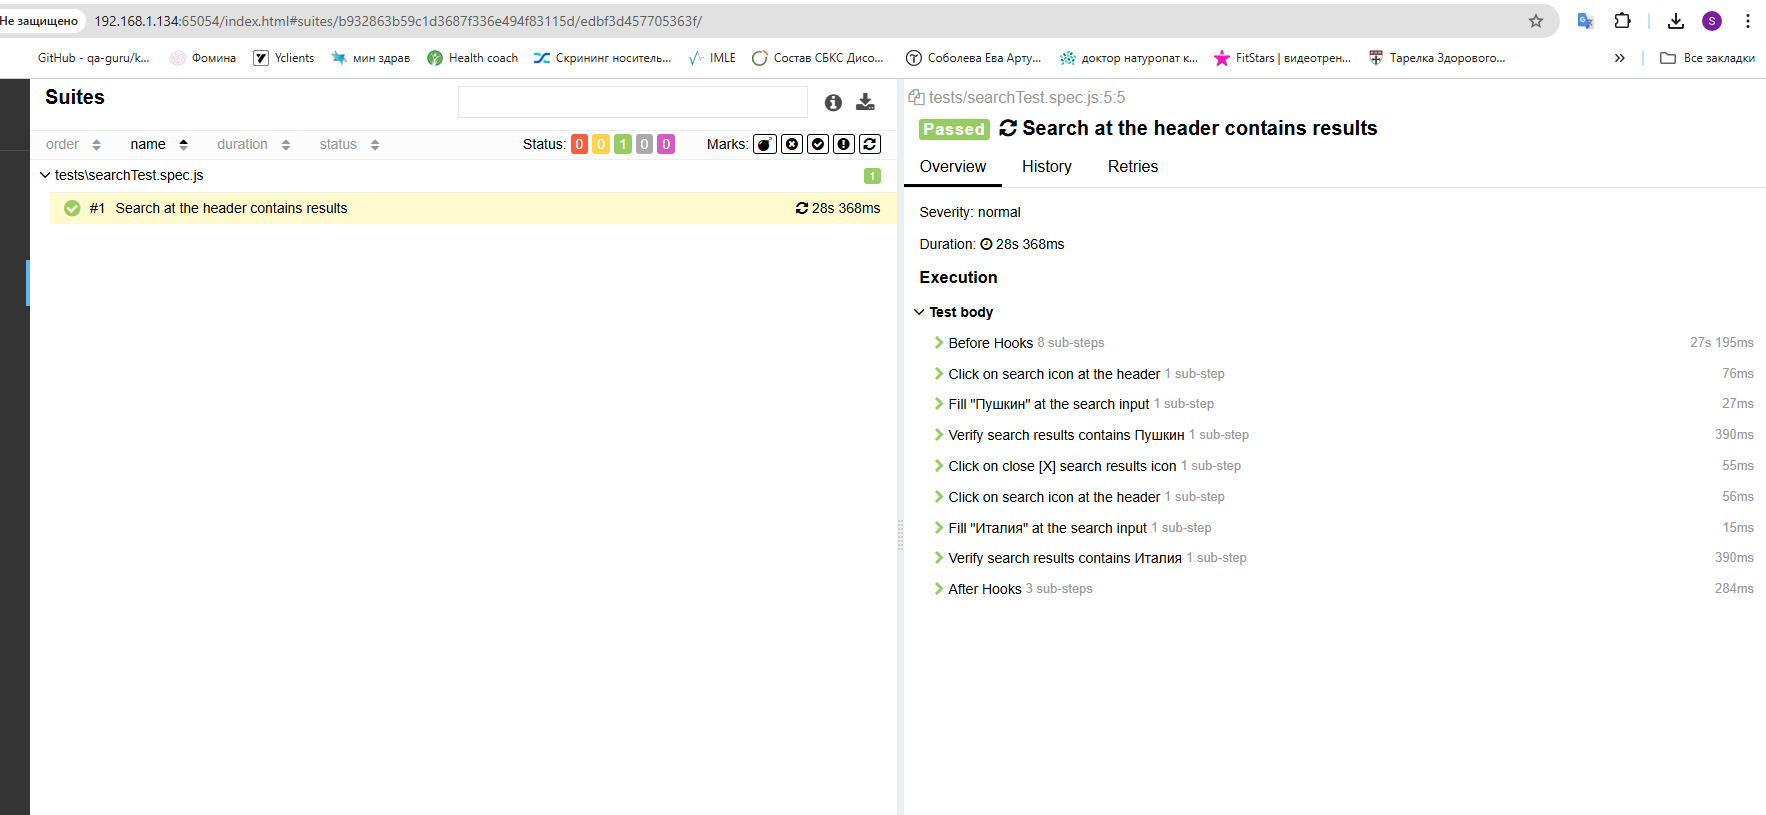 Не защищено 192.168.1.134:65054/index.html#suites/b932863b59c1d3687f336e494f83115d/edbf3d457705363f/ S
GitHub - qa-guru/k... Фомина Yclients мин здрав Health coach Скрининг носитель... IMLE Состав СБКС Дисо... Соболева Ева Арту... доктор натуропат к... FitStars | видеотрен... Тарелка Здорового... » Все закладки
Suites
order name duration status Status: 0 0 1 0 0 Marks:
tests\searchTest.spec.js 1
#1 Search at the header contains results 28s 368ms
tests/searchTest.spec.js:5:5
Passed Search at the header contains results
Overview History Retries
Severity: normal
Duration: 28s 368ms
Execution
Test body
Before Hooks 8 sub-steps 27s 195ms
Click on search icon at the header 1 sub-step 76ms
Fill "Пушкин" at the search input 1 sub-step 27ms
Verify search results contains Пушкин 1 sub-step 390ms
Click on close [X] search results icon 1 sub-step 55ms
Click on search icon at the header 1 sub-step 56ms
Fill "Италия" at the search input 1 sub-step 15ms
Verify search results contains Италия 1 sub-step 390ms
After Hooks 3 sub-steps 284ms